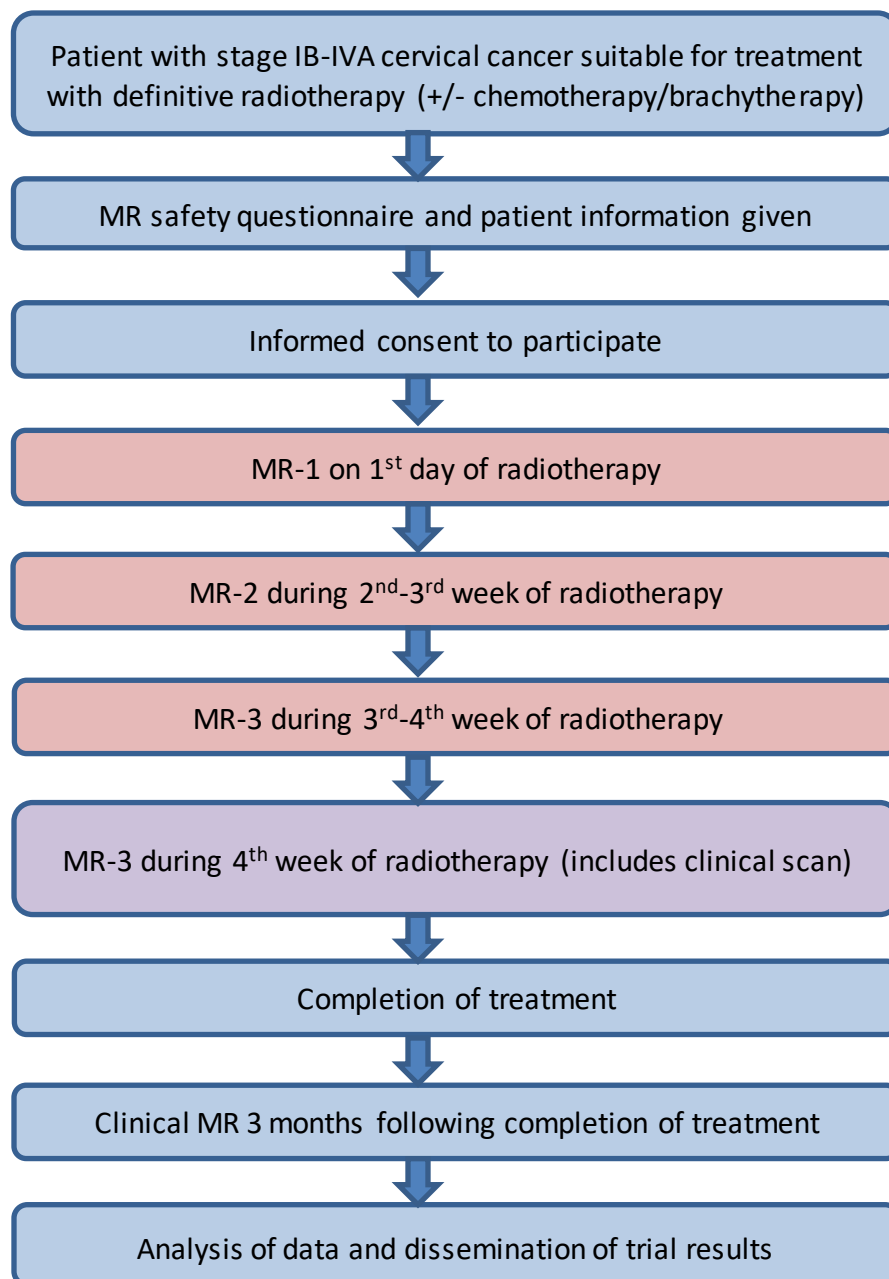 Patient with stage IB-IVA cervical cancer suitable for treatment
with definitive radiotherapy (+/- chemotherapy/brachytherapy)
MR safety questionnaire and patient information given
Informed consent to participate
MR-1 on 1st day of radiotherapy
MR-2 during 2nd-3rd week of radiotherapy
MR-3 during 3rd-4th week of radiotherapy
MR-3 during 4th week of radiotherapy (includes clinical scan)
Completion of treatment
Clinical MR 3 months following completion of treatment
Analysis of data and dissemination of trial results